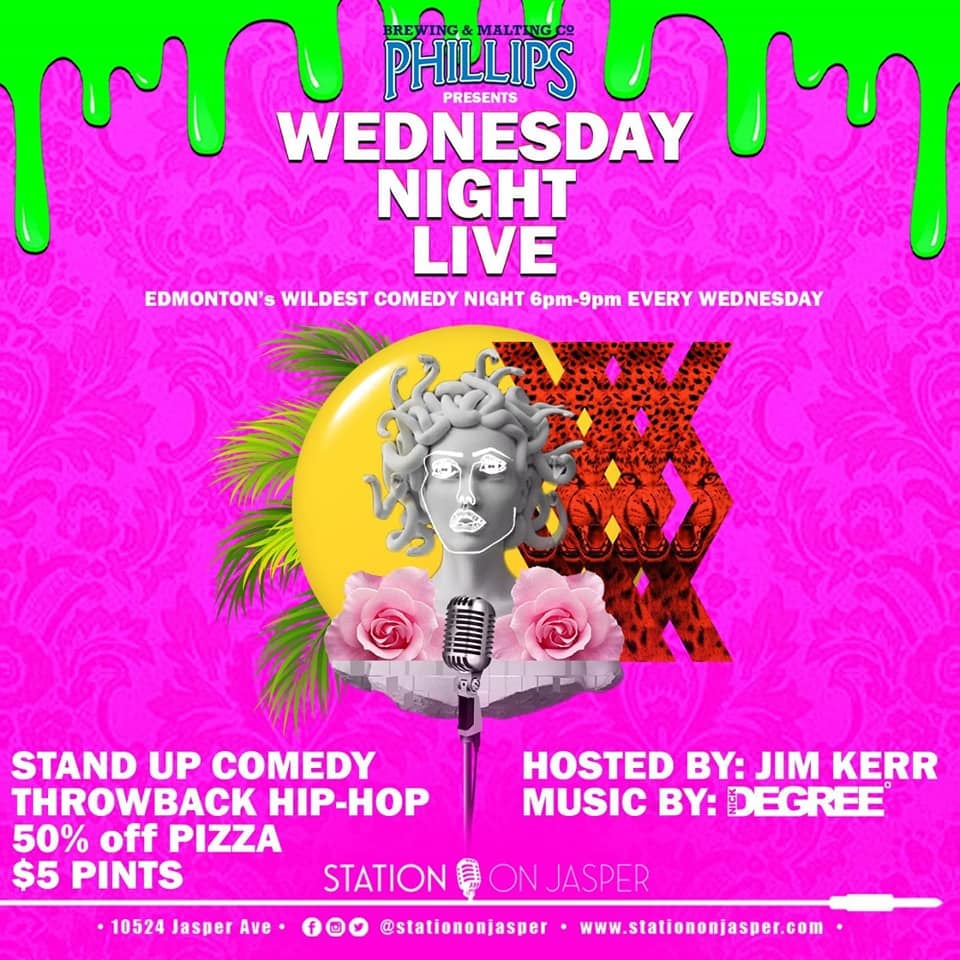 BREWING & MALTING Cº
PHILLIPS
PRESENTS
WEDNESDAY
NIGHT
LIVE
EDMONTON's WILDEST COMEDY NIGHT 6pm-9pm EVERY WEDNESDAY
STAND UP COMEDY
THROWBACK HIP-HOP
50% off PIZZA
$5 PINTS
HOSTED BY: JIM KERR
MUSIC BY: NICK DEGREE°
STATION ON JASPER
• 10524 Jasper Ave • @stationonjasper • www.stationonjasper.com •